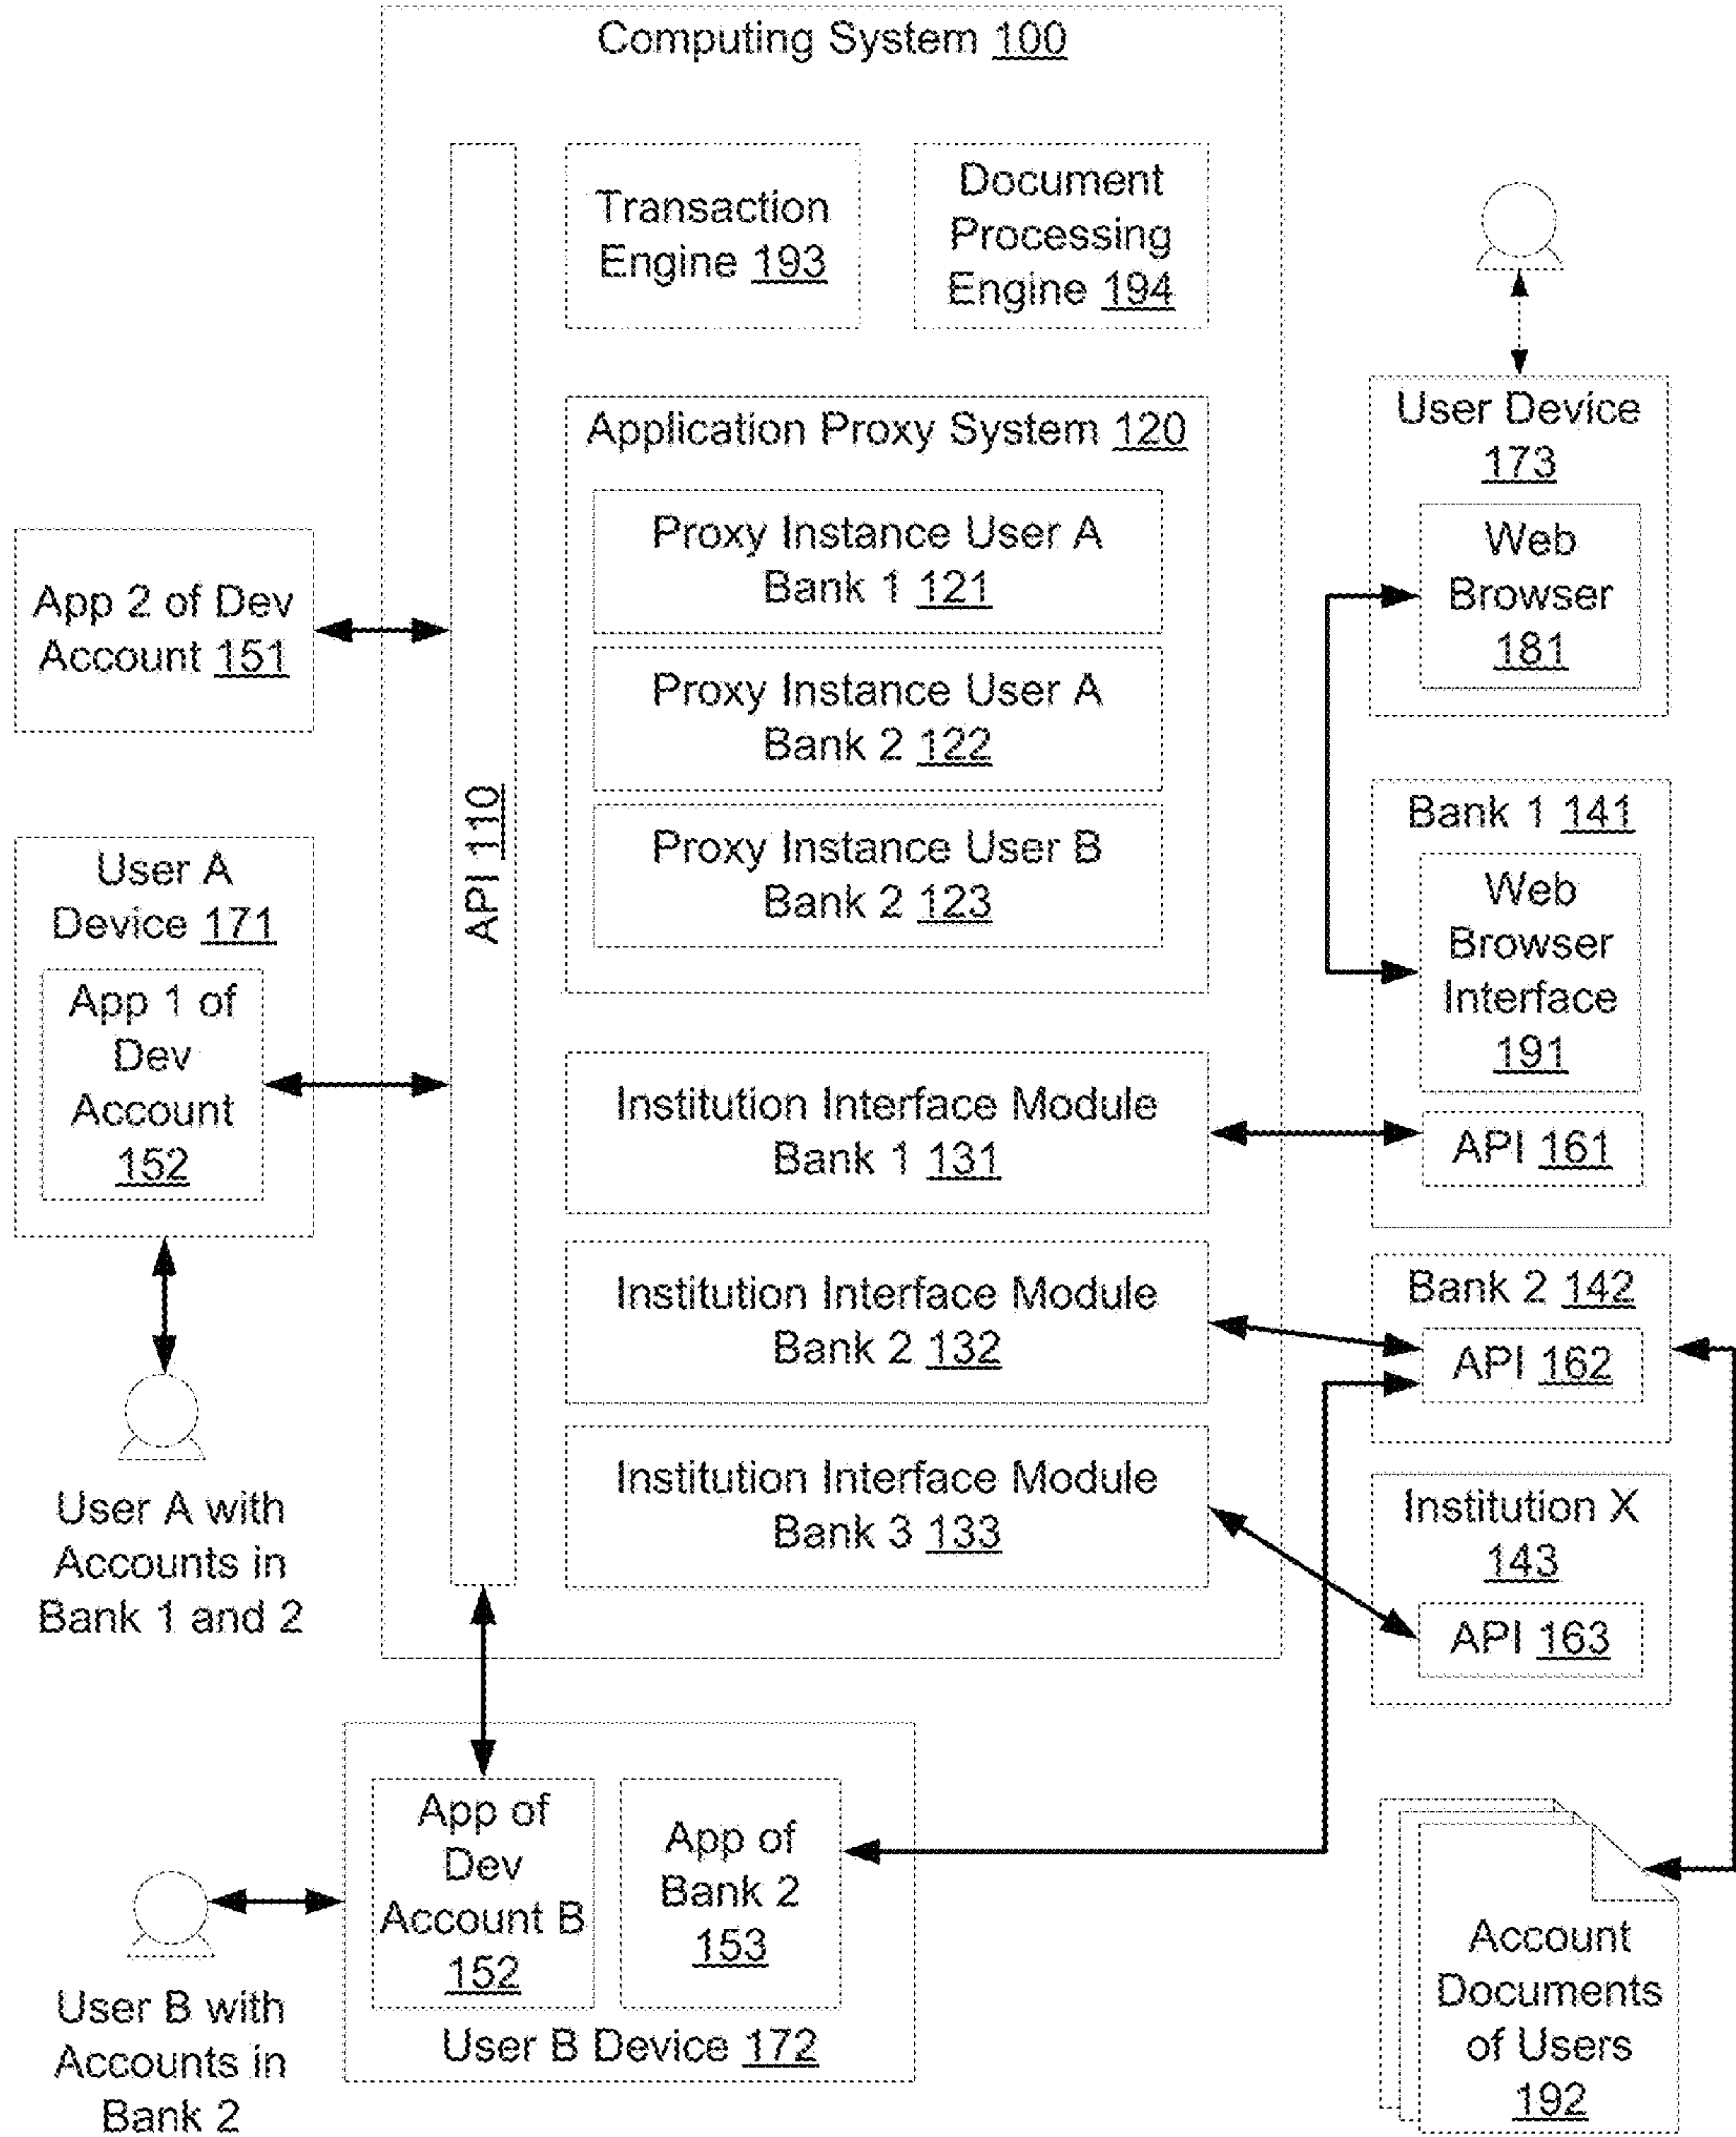 Computing System 100
Transaction
Engine 193
Document
Processing
Engine 194
Application Proxy System 120
Proxy Instance User A
Bank 1 121
Proxy Instance User A
Bank 2 122
Proxy Instance User B
Bank 2 123
API 110
Institution Interface Module
Bank 1 131
Institution Interface Module
Bank 2 132
Institution Interface Module
Bank 3 133
App 2 of Dev
Account 151
User A
Device 171
App 1 of
Dev
Account
152
User A with
Accounts in
Bank 1 and 2
User Device
173
Web
Browser
181
Bank 1 141
Web
Browser
Interface
191
API 161
Bank 2 142
API 162
Institution X
143
API 163
App of
Dev
Account B
152
App of
Bank 2
153
User B Device 172
User B with
Accounts in
Bank 2
Account
Documents
of Users
192